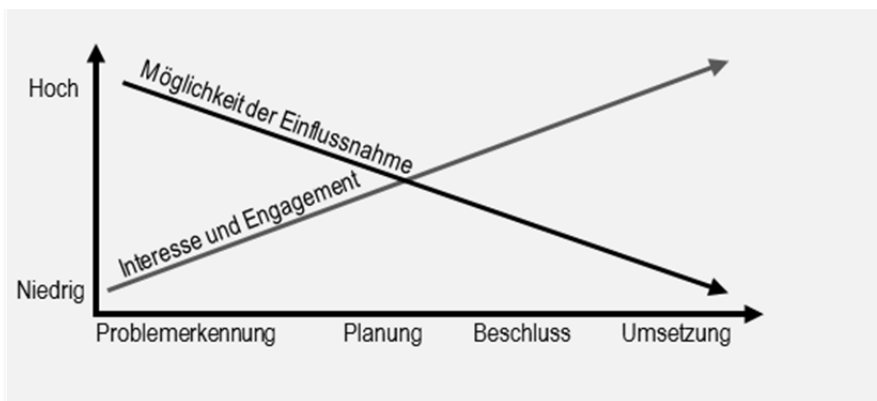 Hoch
Möglichkeit der Einflussnahme
Interesse und Engagement
Niedrig
Problemerkennung Planung Beschluss Umsetzung